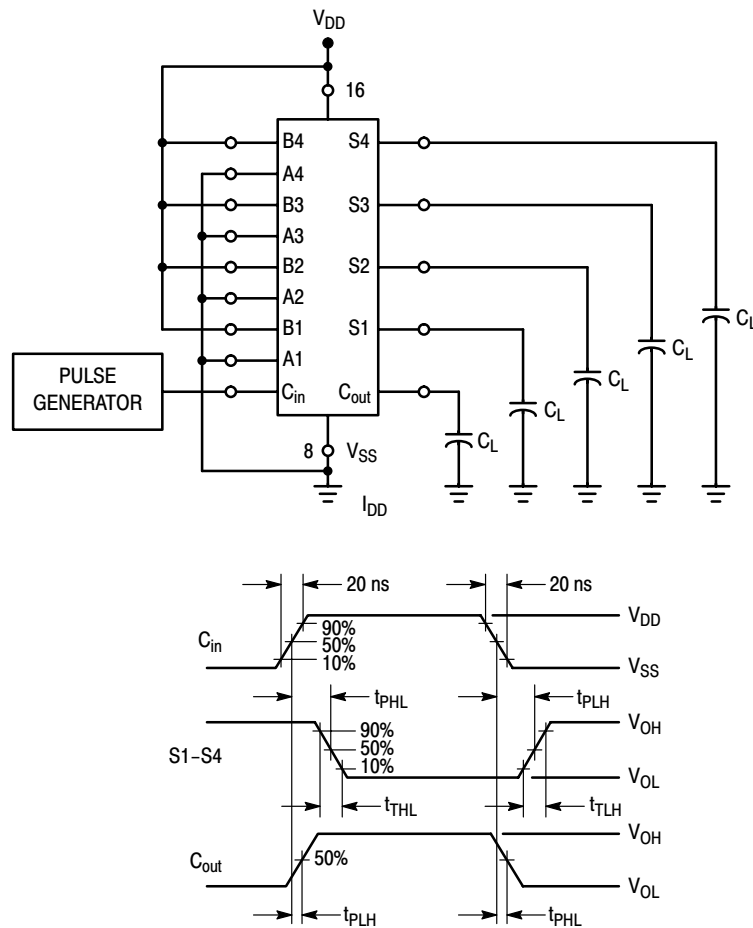 VDD
16
B4 S4
A4
B3 S3
A3
B2 S2
A2
B1 S1
A1
PULSE
GENERATOR
Cin Cout
CL CL CL CL CL
8 VSS
IDD
20 ns 20 ns
Cin
90%
50%
10%
VDD
VSS
tPHL tPLH
S1–S4
90%
50%
10%
VOH
VOL
tTHL tTLH
Cout
50%
VOH
VOL
tPLH tPHL